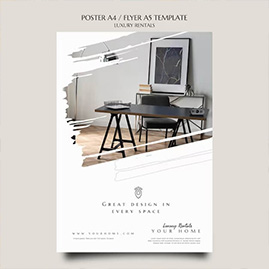 POSTER A4 / FLYER A5 TEMPLATE
LUXURY RENTALS
GREAT DESIGN IN
EVERY SPACE
WWW.YOURHOME.COM
Luxury Rentals
YOUR HOME